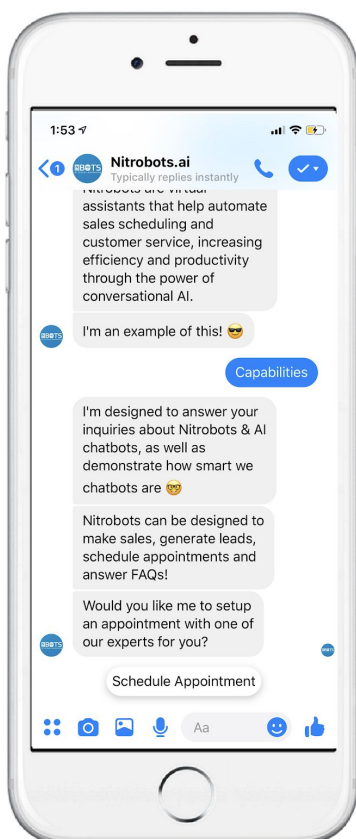 1:53
1
Nitrobots.ai
Typically replies instantly
Nitrobots are virtual
assistants that help automate
sales scheduling and
customer service, increasing
efficiency and productivity
through the power of
conversational AI.
I'm an example of this! 😎
Capabilities
I'm designed to answer your
inquiries about Nitrobots & AI
chatbots, as well as
demonstrate how smart we
chatbots are 🤓
Nitrobots can be designed to
make sales, generate leads,
schedule appointments and
answer FAQs!
Would you like me to setup
an appointment with one of
our experts for you?
Schedule Appointment
Aa